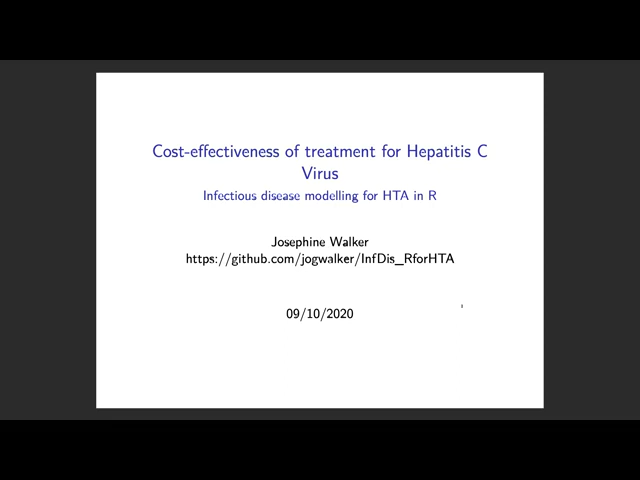 Cost-effectiveness of treatment for Hepatitis C
Virus
Infectious disease modelling for HTA in R
Josephine Walker
https://github.com/jogwalker/InfDis_RforHTA
09/10/2020